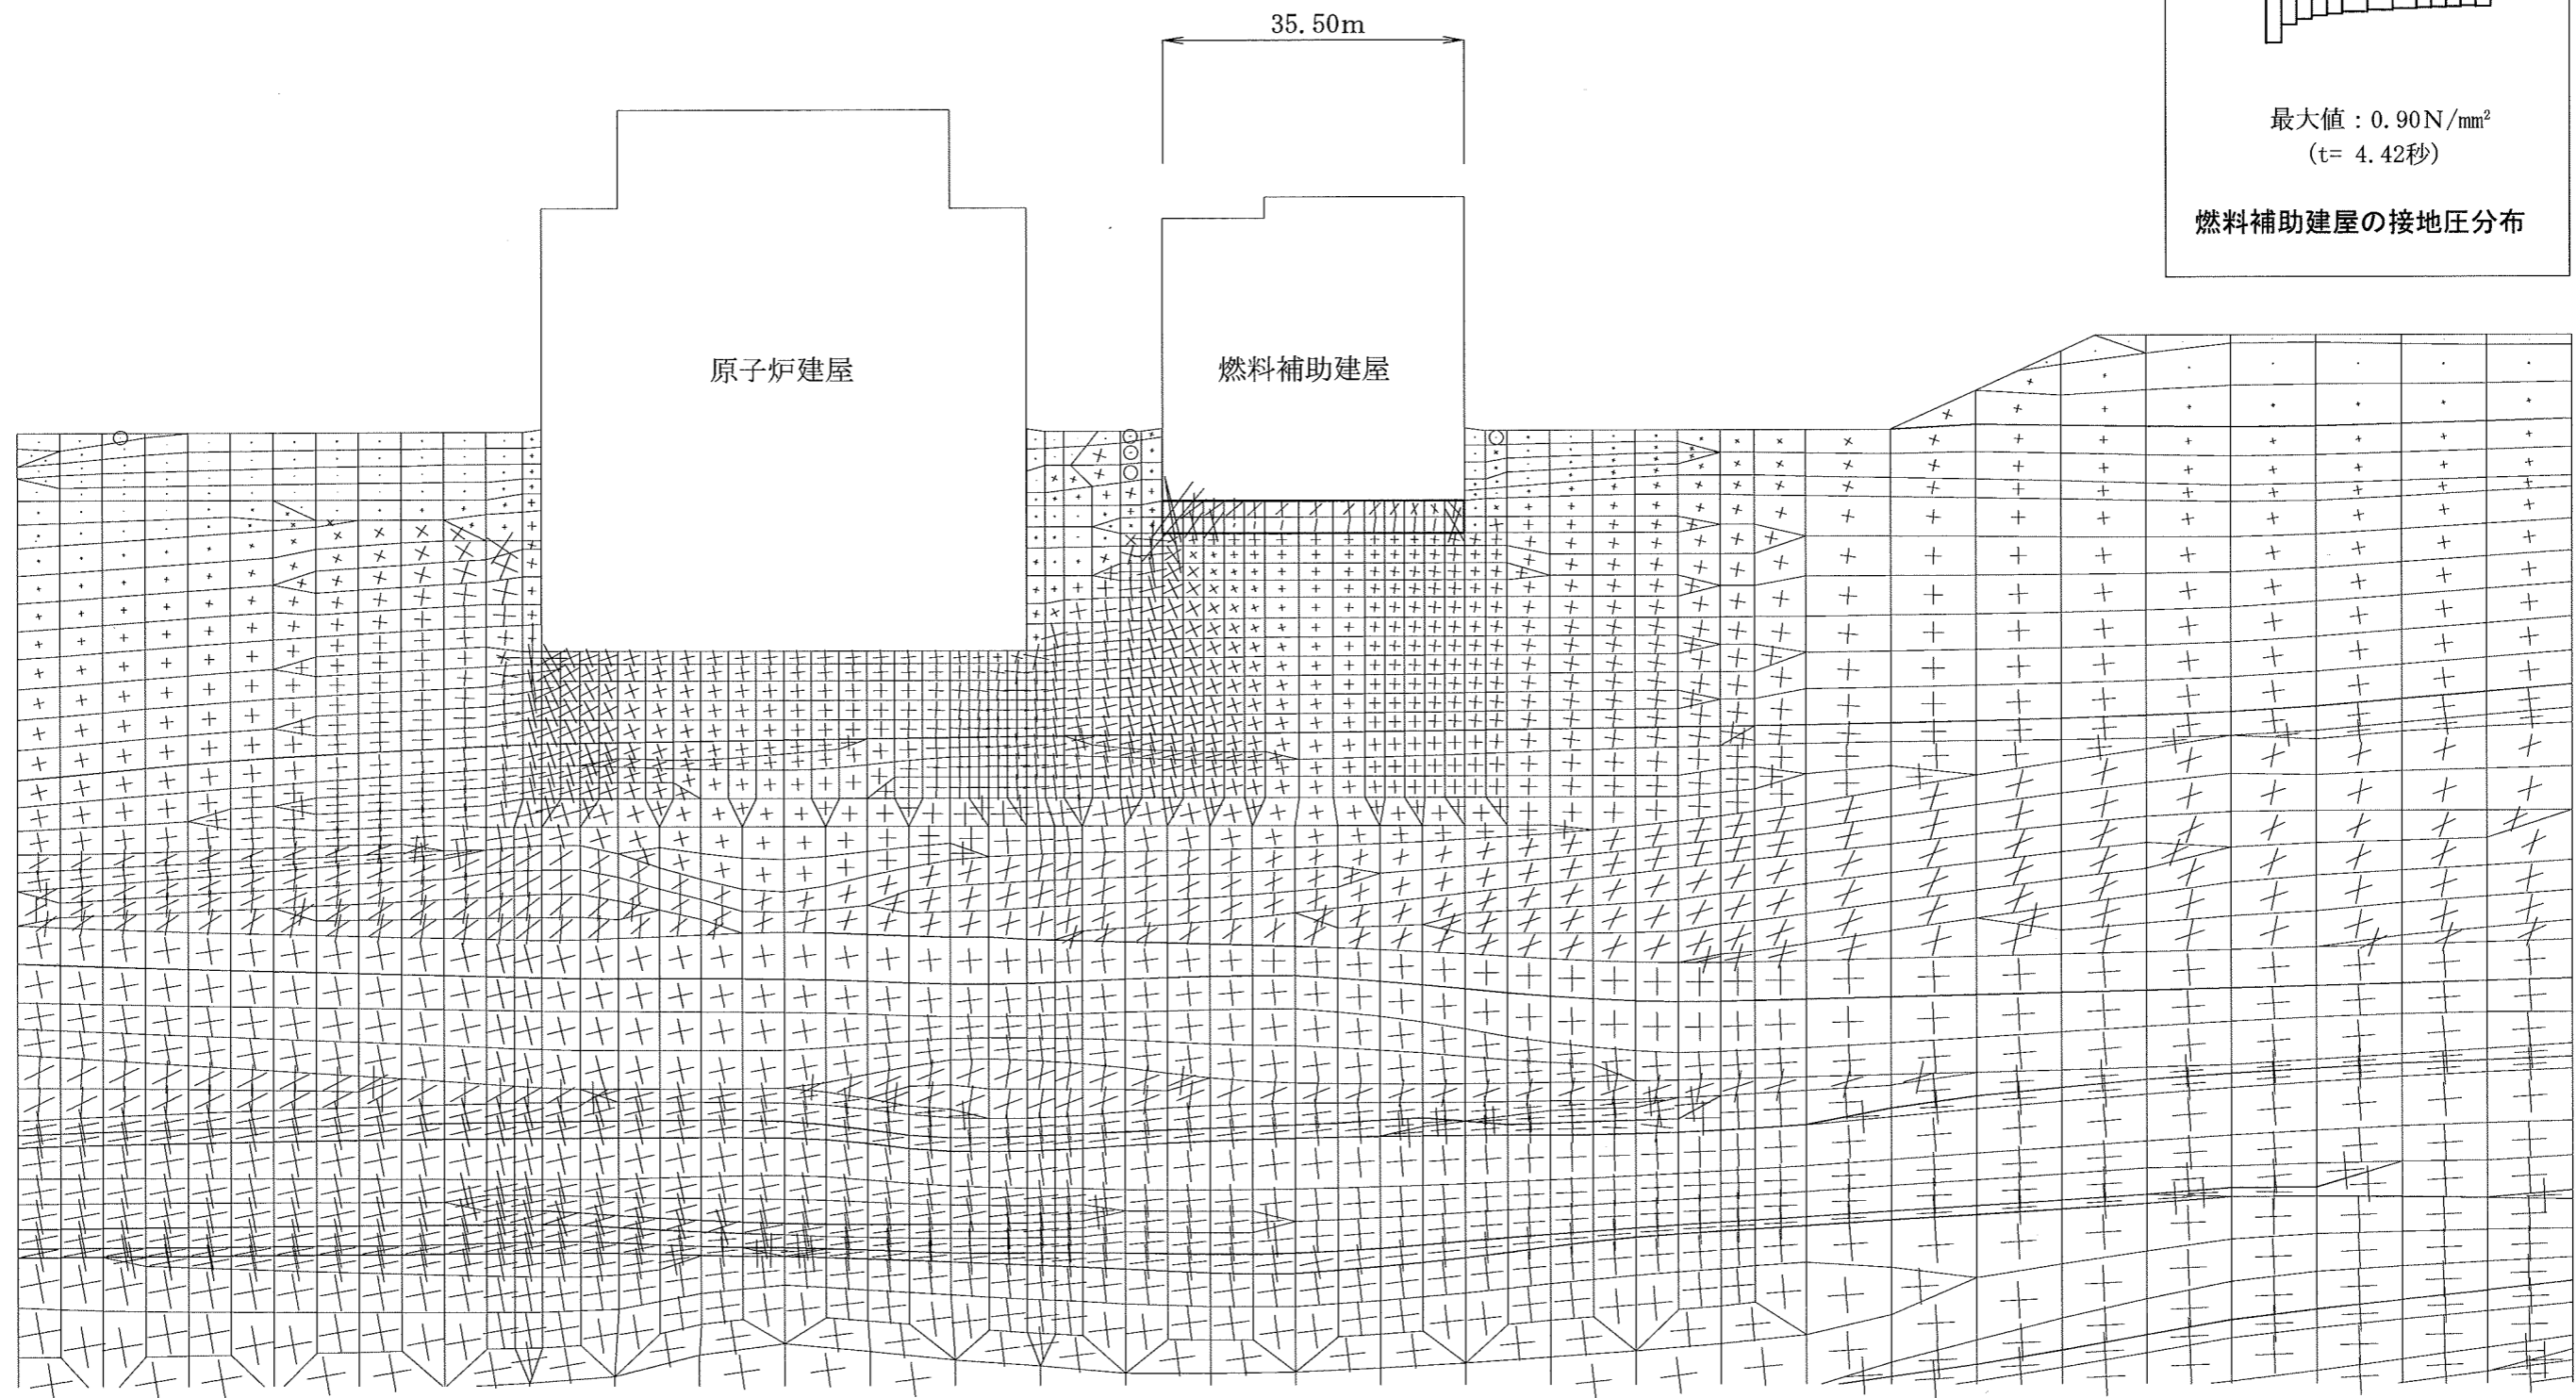 35.50m
最大値：0.90N/mm²
(t= 4.42秒)
燃料補助建屋の接地圧分布
原子炉建屋
燃料補助建屋